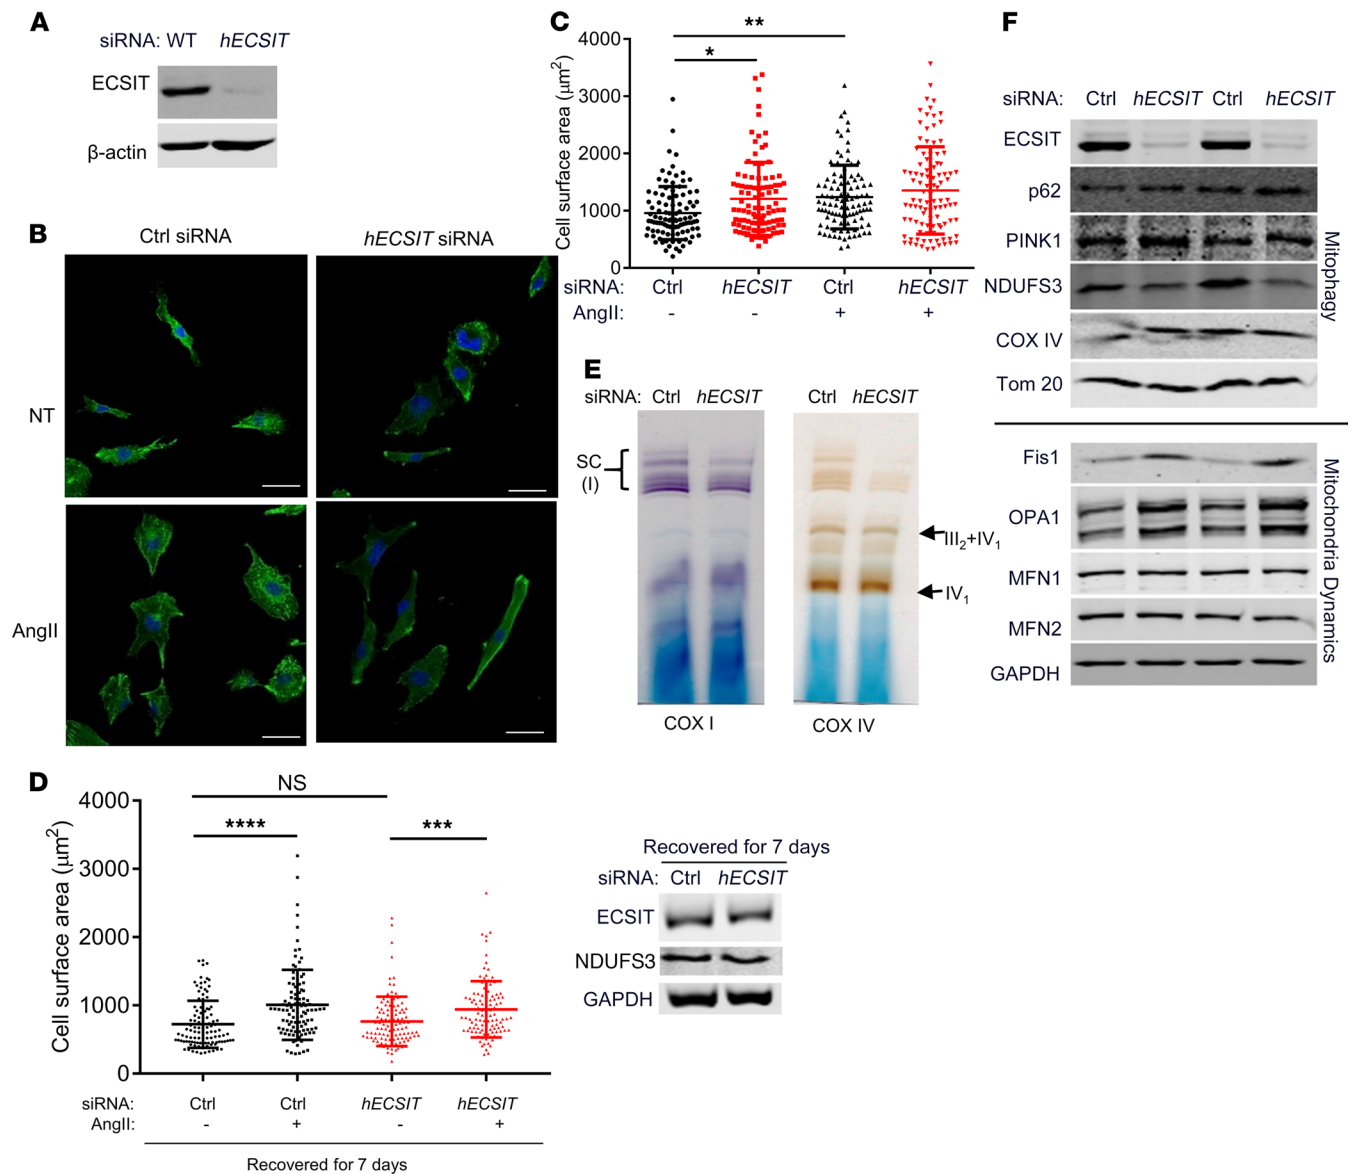 A
siRNA: WT hECSIT
ECSIT
β-actin
B
Ctrl siRNA hECSIT siRNA
NT
AngII
C
Cell surface area (μm2)
4000
3000
2000
1000
0
**
*
siRNA: Ctrl hECSIT Ctrl hECSIT
AngII: - - + +
D
Cell surface area (μm2)
4000
3000
2000
1000
0
NS
**** ***
siRNA: Ctrl Ctrl hECSIT hECSIT
AngII: - + - +
Recovered for 7 days
Recovered for 7 days
siRNA: Ctrl hECSIT
ECSIT
NDUFS3
GAPDH
E
siRNA: Ctrl hECSIT Ctrl hECSIT
SC
(I)
III2+IV1
IV1
COX I COX IV
F
siRNA: Ctrl hECSIT Ctrl hECSIT
ECSIT
p62
PINK1
NDUFS3
COX IV
Tom 20
Mitophagy
Fis1
OPA1
MFN1
MFN2
GAPDH
Mitochondria Dynamics